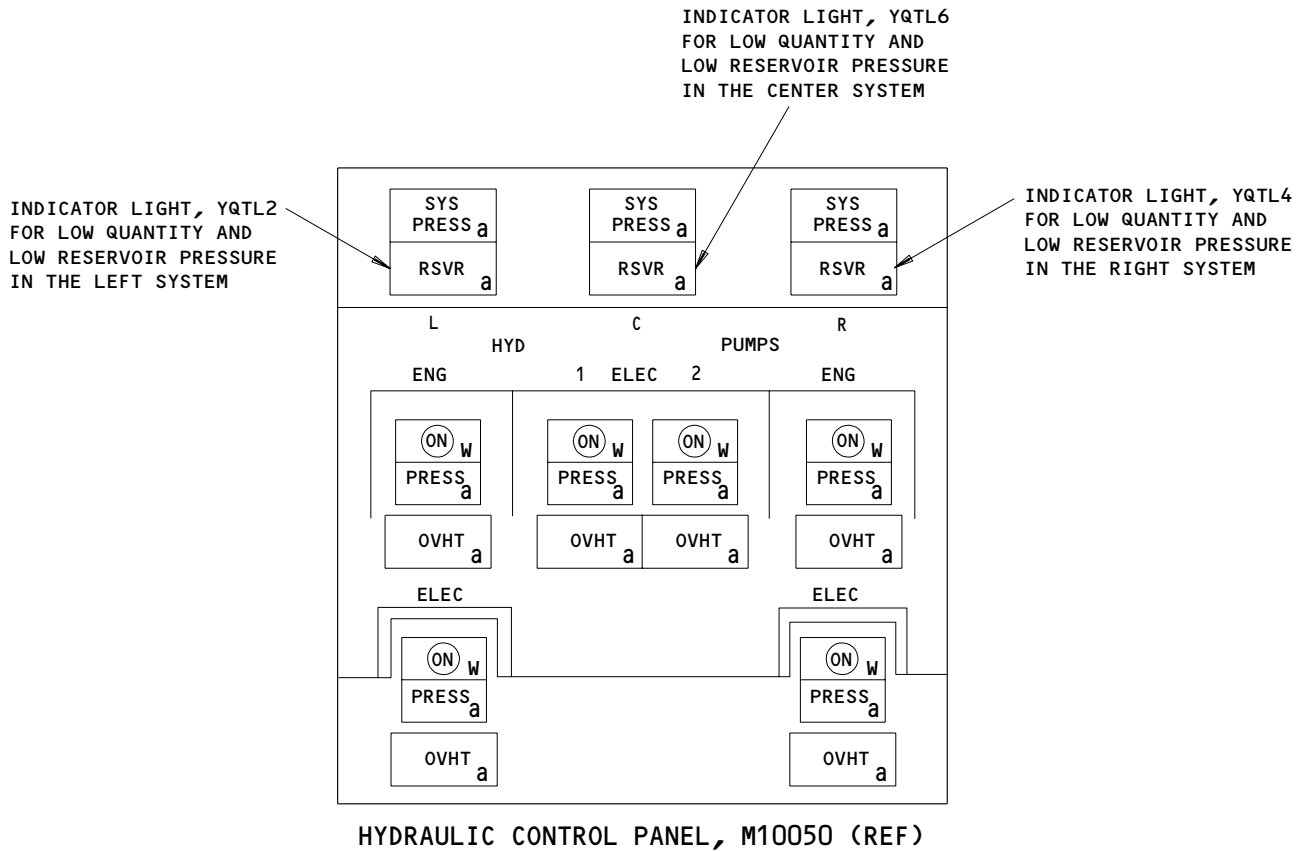 INDICATOR LIGHT, YQTL6
FOR LOW QUANTITY AND
LOW RESERVOIR PRESSURE
IN THE CENTER SYSTEM
INDICATOR LIGHT, YQTL2
FOR LOW QUANTITY AND
LOW RESERVOIR PRESSURE
IN THE LEFT SYSTEM
INDICATOR LIGHT, YQTL4
FOR LOW QUANTITY AND
LOW RESERVOIR PRESSURE
IN THE RIGHT SYSTEM
SYS PRESS a
SYS PRESS a
SYS PRESS a
RSVR a
RSVR a
RSVR a
L C R
HYD PUMPS
ENG 1 ELEC 2 ENG
ON W ON W ON W ON W
PRESS a PRESS a PRESS a PRESS a
OVHT a OVHT a OVHT a OVHT a
ELEC ELEC
ON W ON W
PRESS a PRESS a
OVHT a OVHT a
HYDRAULIC CONTROL PANEL, M10050 (REF)